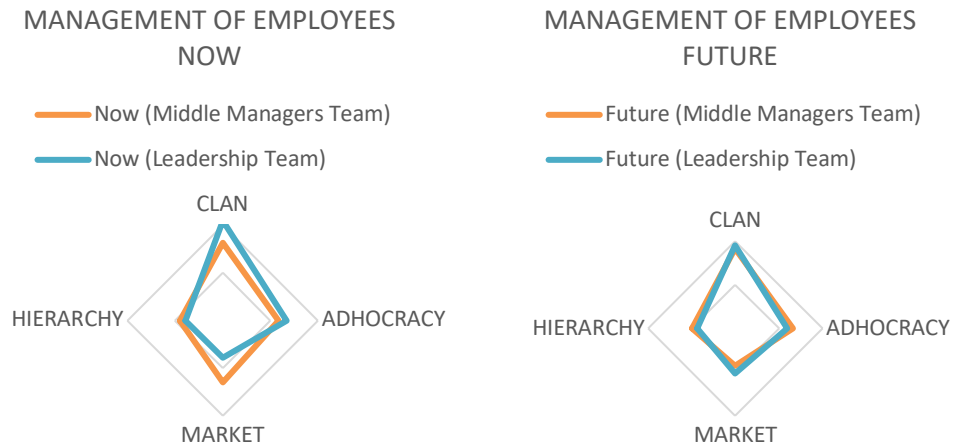 MANAGEMENT OF EMPLOYEES
NOW
Now (Middle Managers Team)
Now (Leadership Team)
CLAN
HIERARCHY
ADHOCRACY
MARKET
MANAGEMENT OF EMPLOYEES
FUTURE
Future (Middle Managers Team)
Future (Leadership Team)
CLAN
HIERARCHY
ADHOCRACY
MARKET